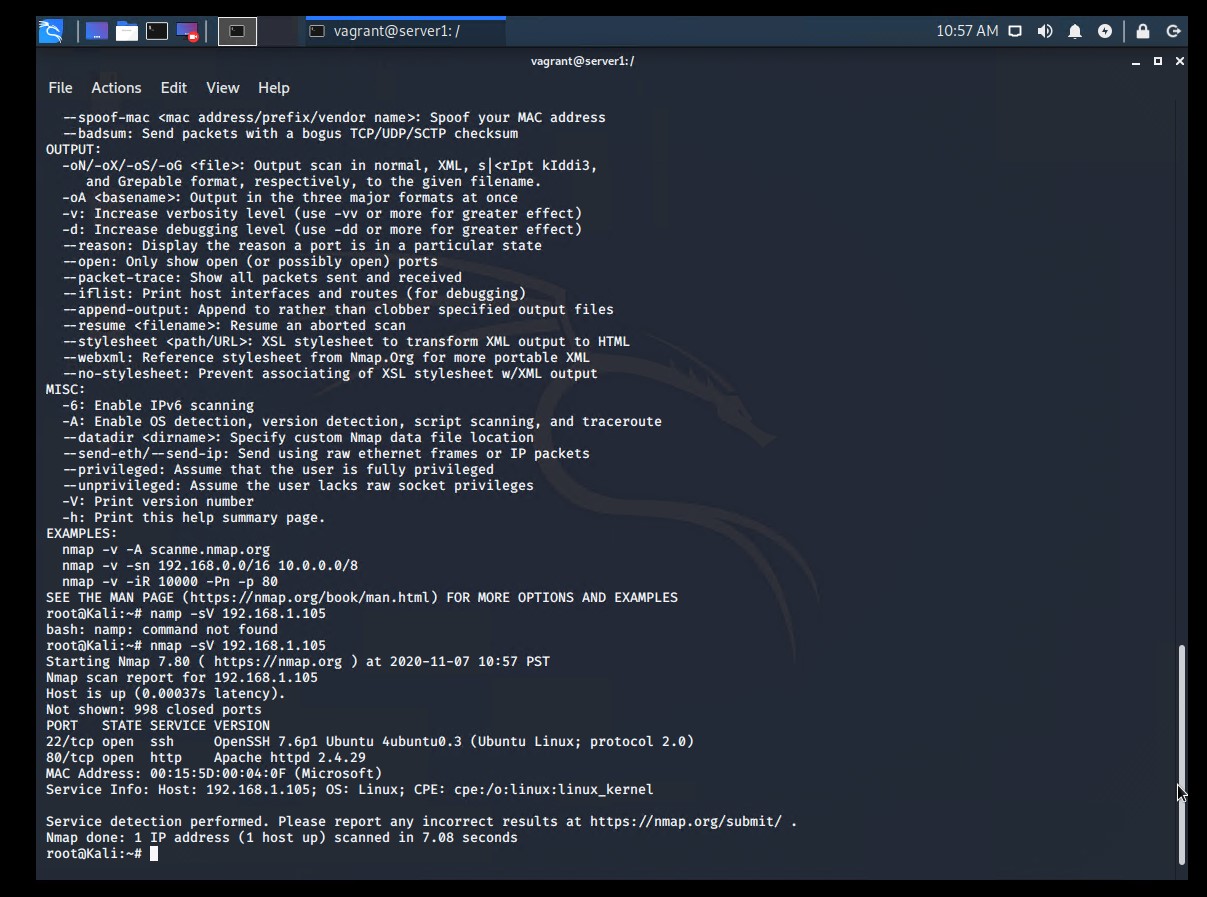 vagrant@server1: /
10:57 AM
vagrant@server1: /
File Actions Edit View Help
--spoof-mac <mac address/prefix/vendor name>: Spoof your MAC address
--badsum: Send packets with a bogus TCP/UDP/SCTP checksum
OUTPUT:
-oN/-oX/-oS/-oG <file>: Output scan in normal, XML, s|<rIpt kIddi3,
and Grepable format, respectively, to the given filename.
-oA <basename>: Output in the three major formats at once
-v: Increase verbosity level (use -vv or more for greater effect)
-d: Increase debugging level (use -dd or more for greater effect)
--reason: Display the reason a port is in a particular state
--open: Only show open (or possibly open) ports
--packet-trace: Show all packets sent and received
--iflist: Print host interfaces and routes (for debugging)
--append-output: Append to rather than clobber specified output files
--resume <filename>: Resume an aborted scan
--stylesheet <path/URL>: XSL stylesheet to transform XML output to HTML
--webxml: Reference stylesheet from Nmap.Org for more portable XML
--no-stylesheet: Prevent associating of XSL stylesheet w/XML output
MISC:
-6: Enable IPv6 scanning
-A: Enable OS detection, version detection, script scanning, and traceroute
--datadir <dirname>: Specify custom Nmap data file location
--send-eth/--send-ip: Send using raw ethernet frames or IP packets
--privileged: Assume that the user is fully privileged
--unprivileged: Assume the user lacks raw socket privileges
-V: Print version number
-h: Print this help summary page.
EXAMPLES:
nmap -v -A scanme.nmap.org
nmap -v -sn 192.168.0.0/16 10.0.0.0/8
nmap -v -iR 10000 -Pn -p 80
SEE THE MAN PAGE (https://nmap.org/book/man.html) FOR MORE OPTIONS AND EXAMPLES
root@Kali:~# namp -sV 192.168.1.105
bash: namp: command not found
root@Kali:~# nmap -sV 192.168.1.105
Starting Nmap 7.80 ( https://nmap.org ) at 2020-11-07 10:57 PST
Nmap scan report for 192.168.1.105
Host is up (0.00037s latency).
Not shown: 998 closed ports
PORT STATE SERVICE VERSION
22/tcp open ssh OpenSSH 7.6p1 Ubuntu 4ubuntu0.3 (Ubuntu Linux; protocol 2.0)
80/tcp open http Apache httpd 2.4.29
MAC Address: 00:15:5D:00:04:0F (Microsoft)
Service Info: Host: 192.168.1.105; OS: Linux; CPE: cpe:/o:linux:linux_kernel
Service detection performed. Please report any incorrect results at https://nmap.org/submit/ .
Nmap done: 1 IP address (1 host up) scanned in 7.08 seconds
root@Kali:~#